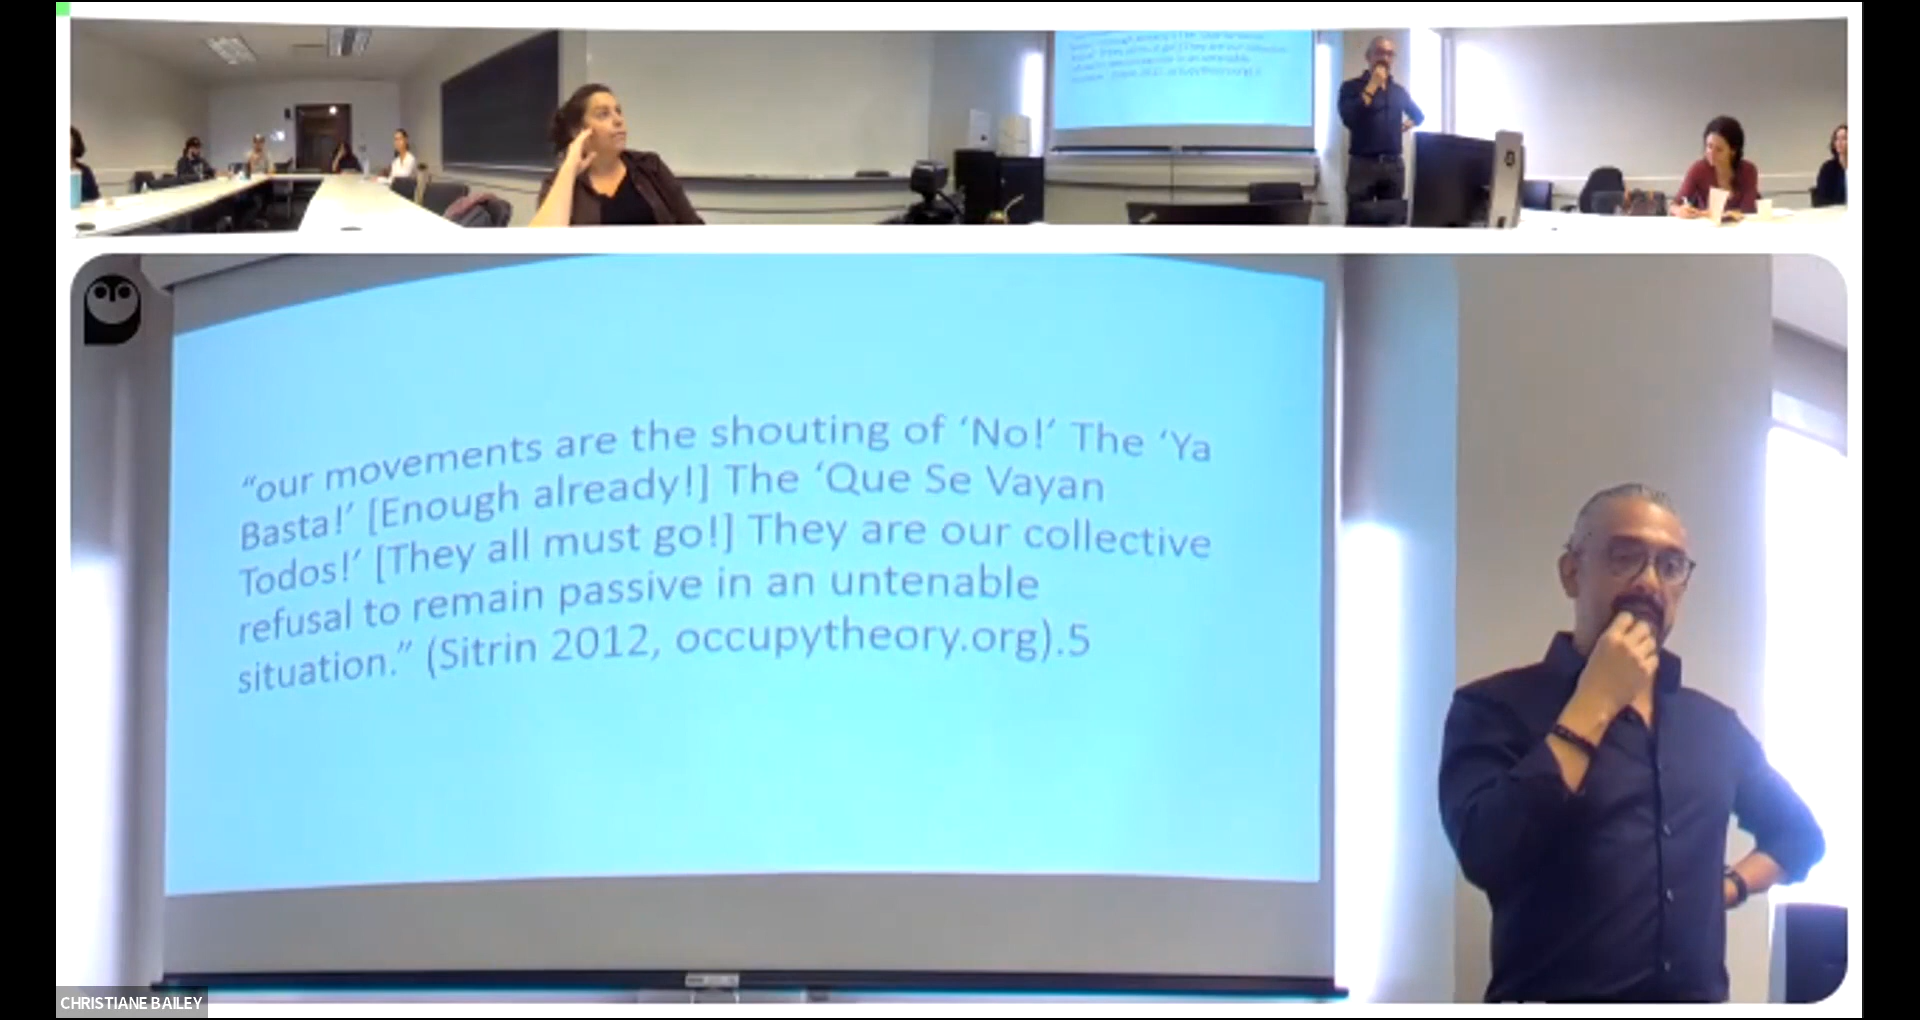 “our movements are the shouting of ‘No!’ The ‘Ya
Basta!’ [Enough already!] The ‘Que Se Vayan
Todos!’ [They all must go!] They are our collective
refusal to remain passive in an untenable
situation.” (Sitrin 2012, occupytheory.org).5
CHRISTIANE BAILEY